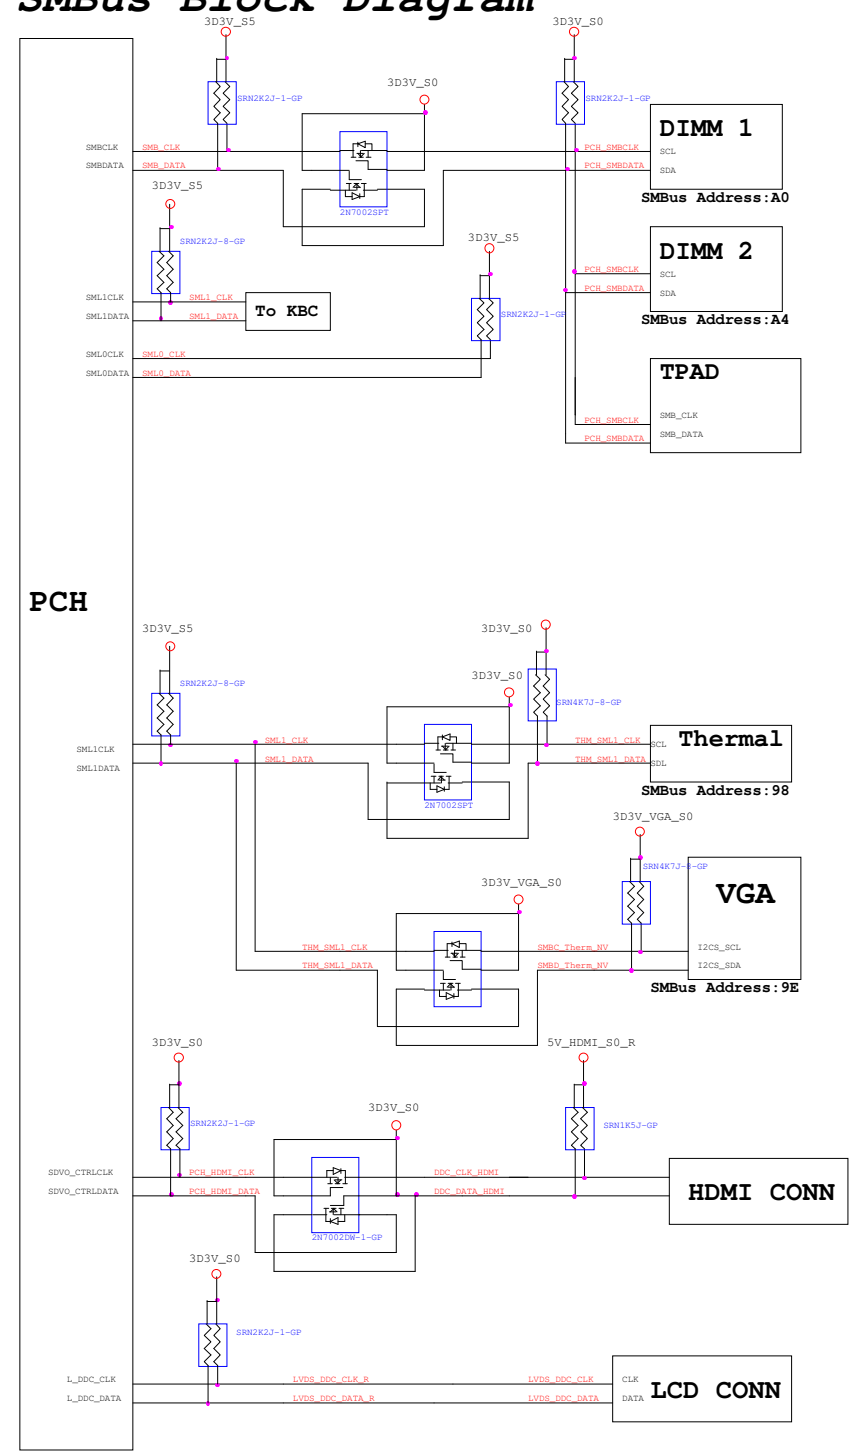 SMBus Block Diagram
3D3V_S5
3D3V_S0
SRN2K2J-1-GP
3D3V_S0
SRN2K2J-1-GP
DIMM 1
SMBCLK
SMB_CLK
PCH_SMBCLK
SCL
SMBDATA
SMB_DATA
PCH_SMBDATA
SDA
3D3V_S5
2N7002SPT
SMBus Address:A0
3D3V_S5
SRN2K2J-8-GP
DIMM 2
PCH_SMBCLK
SCL
PCH_SMBDATA
SDA
SML1CLK
SML1_CLK
To KBC
SML1DATA
SML1_DATA
SRN2K2J-1-GP
SMBus Address:A4
SML0CLK
SML0_CLK
SML0DATA
SML0_DATA
TPAD
SMB_CLK
PCH_SMBCLK
SMB_DATA
PCH_SMBDATA
PCH
3D3V_S5
3D3V_S0
3D3V_S0
SRN2K2J-8-GP
SRN4K7J-8-GP
SML1CLK
SML1_CLK
THM_SML1_CLK
SCL
Thermal
SML1DATA
SML1_DATA
THM_SML1_DATA
SDL
2N7002SPT
SMBus Address:98
3D3V_VGA_S0
SRN4K7J-8-GP
3D3V_VGA_S0
VGA
THM_SML1_CLK
SMBC_Therm_NV
I2CS_SCL
THM_SML1_DATA
SMBD_Therm_NV
I2CS_SDA
SMBus Address:9E
3D3V_S0
5V_HDMI_S0_R
3D3V_S0
SRN2K2J-1-GP
SRN1K5J-GP
SDVO_CTRLCLK
PCH_HDMI_CLK
DDC_CLK_HDMI
SDVO_CTRLDATA
PCH_HDMI_DATA
DDC_DATA_HDMI
HDMI CONN
2N7002DW-1-GP
3D3V_S0
SRN2K2J-1-GP
L_DDC_CLK
LVDS_DDC_CLK_R
LVDS_DDC_CLK
CLK
L_DDC_DATA
LVDS_DDC_DATA_R
LVDS_DDC_DATA
DATA
LCD CONN